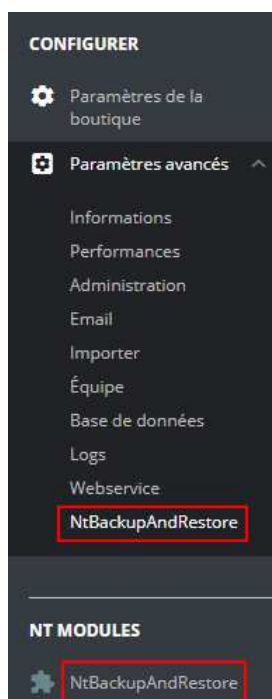 CONFIGURER
Paramètres de la
boutique
Paramètres avancés
Informations
Performances
Administration
Email
Importer
Équipe
Base de données
Logs
Webservice
NtBackupAndRestore
NT MODULES
NtBackupAndRestore